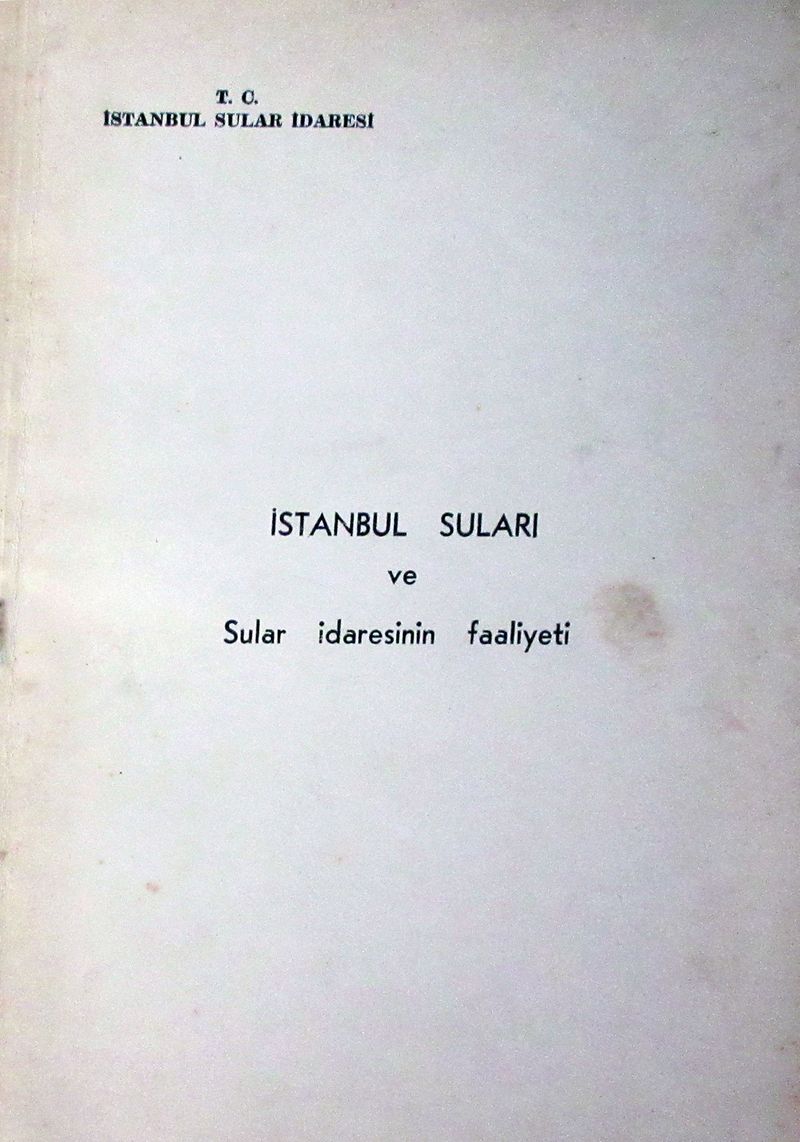 T. C.
İSTANBUL SULAR İDARESİ
İSTANBUL SULARI
ve
Sular idaresinin faaliyeti